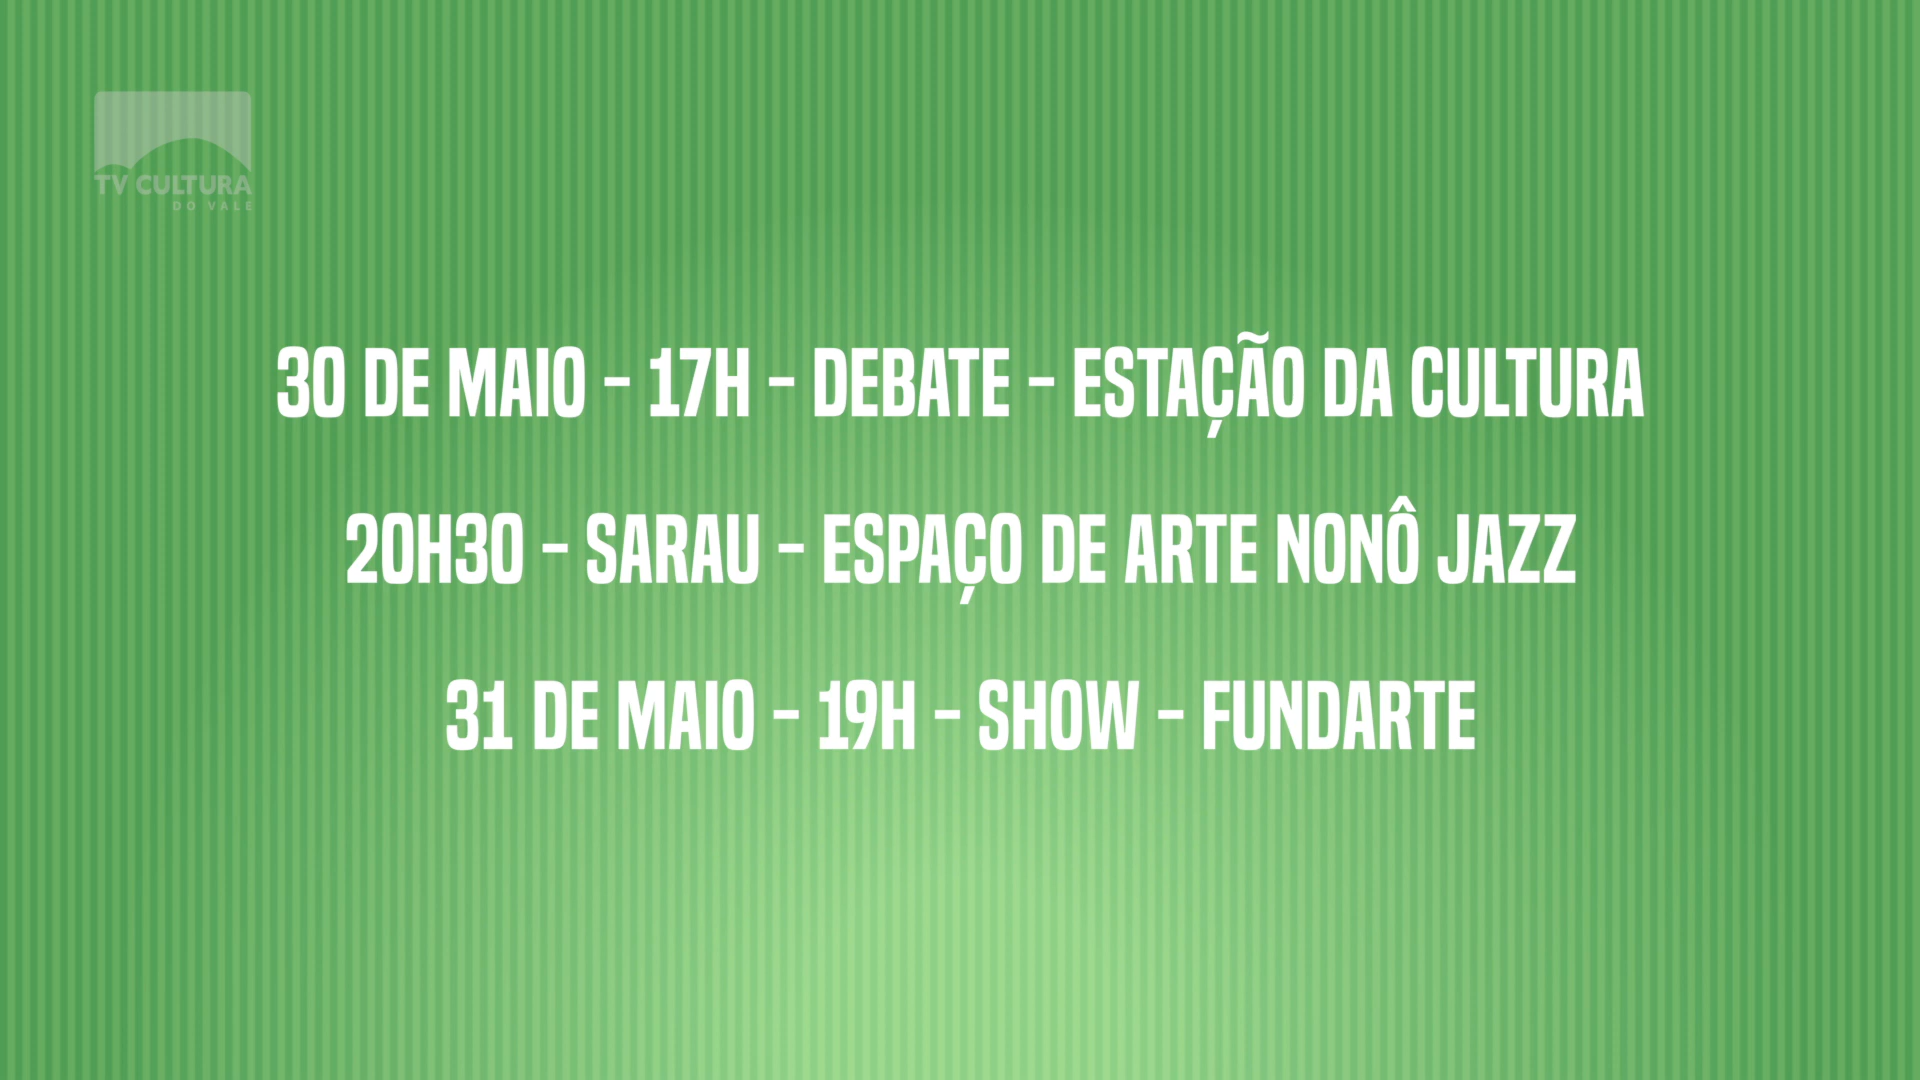 TV CULTURA
DO VALE
30 DE MAIO - 17H - DEBATE - ESTAÇÃO DA CULTURA
20H30 - SARAU - ESPAÇO DE ARTE NONÔ JAZZ
31 DE MAIO - 19H - SHOW - FUNDARTE